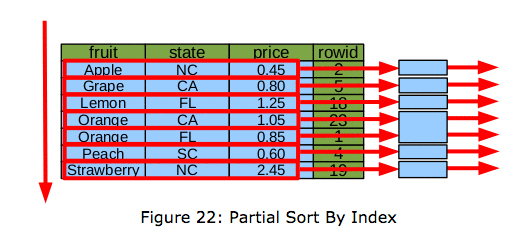 fruit state price rowid
Apple NC 0.45 2
Grape CA 0.80 5
Lemon FL 1.25 18
Orange CA 1.05 23
Orange FL 0.85 1
Peach SC 0.60 4
Strawberry NC 2.45 19
Figure 22: Partial Sort By Index